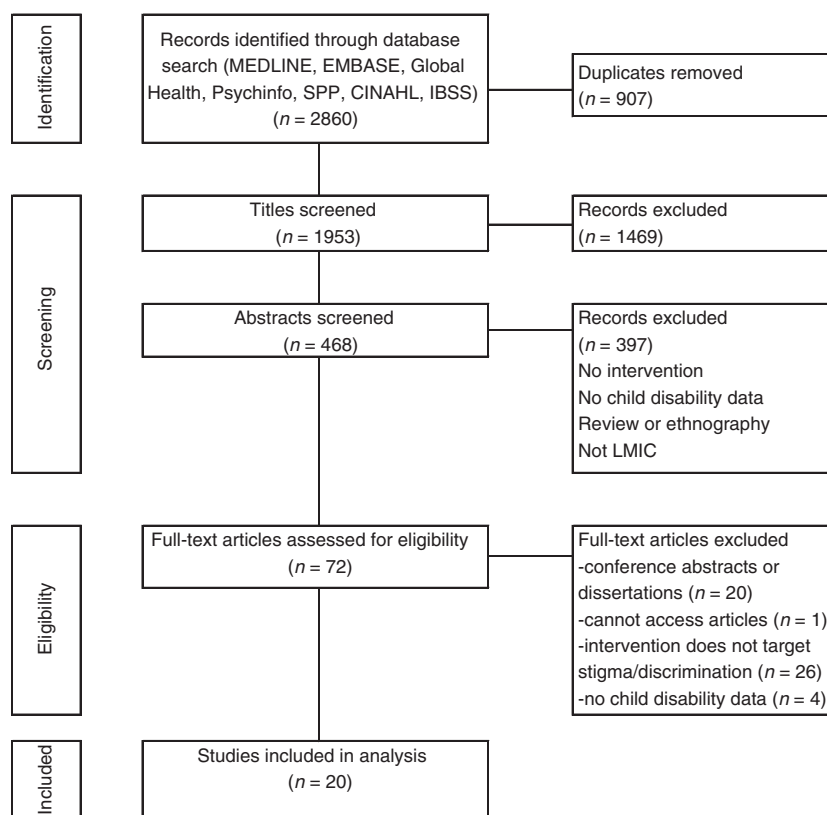 Identification
Records identified through database
search (MEDLINE, EMBASE, Global
Health, Psychinfo, SPP, CINAHL, IBSS)
(n = 2860)
Duplicates removed
(n = 907)
Screening
Titles screened
(n = 1953)
Records excluded
(n = 1469)
Abstracts screened
(n = 468)
Records excluded
(n = 397)
No intervention
No child disability data
Review or ethnography
Not LMIC
Eligibility
Full-text articles assessed for eligibility
(n = 72)
Full-text articles excluded
-conference abstracts or
dissertations (n = 20)
-cannot access articles (n = 1)
-intervention does not target
stigma/discrimination (n = 26)
-no child disability data (n = 4)
Included
Studies included in analysis
(n = 20)